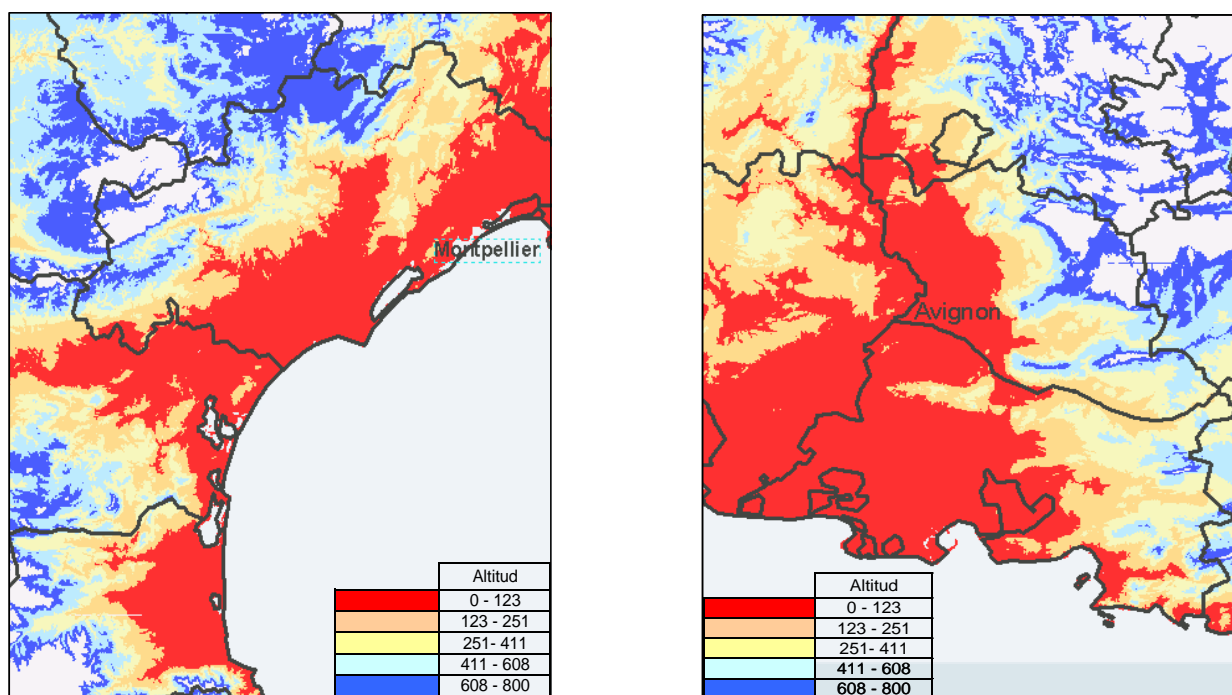 Montpellier
Altitud
0 - 123
123 - 251
251- 411
411 - 608
608 - 800
Avignon
Altitud
0 - 123
123 - 251
251- 411
411 - 608
608 - 800